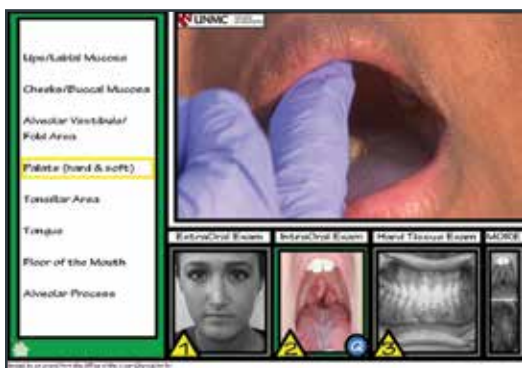 UNMC
Lips/Labial Mucosa
Cheeks/Buccal Mucosa
Alveolar Vestibule/
Fold Area
Palate (hard & soft)
Tonsillar Area
Tongue
Floor of the Mouth
Alveolar Process
ExtraOral Exam
IntraOral Exam
Hard Tissue Exam
MORE
1
2
Q
3